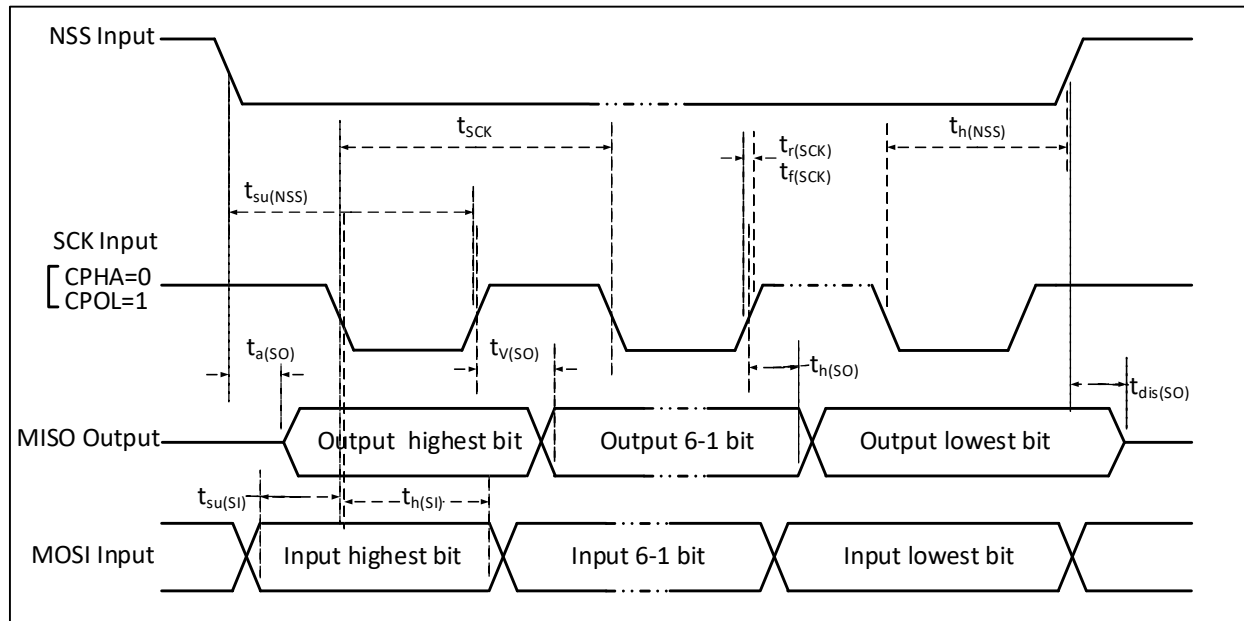 NSS Input
tSCK
th(NSS)
tr(SCK)
tf(SCK)
tsu(NSS)
SCK Input
CPHA=0
CPOL=1
ta(SO)
tV(SO)
th(SO)
tdis(SO)
MISO Output
Output highest bit
Output 6-1 bit
Output lowest bit
tsu(SI)
th(SI)
MOSI Input
Input highest bit
Input 6-1 bit
Input lowest bit